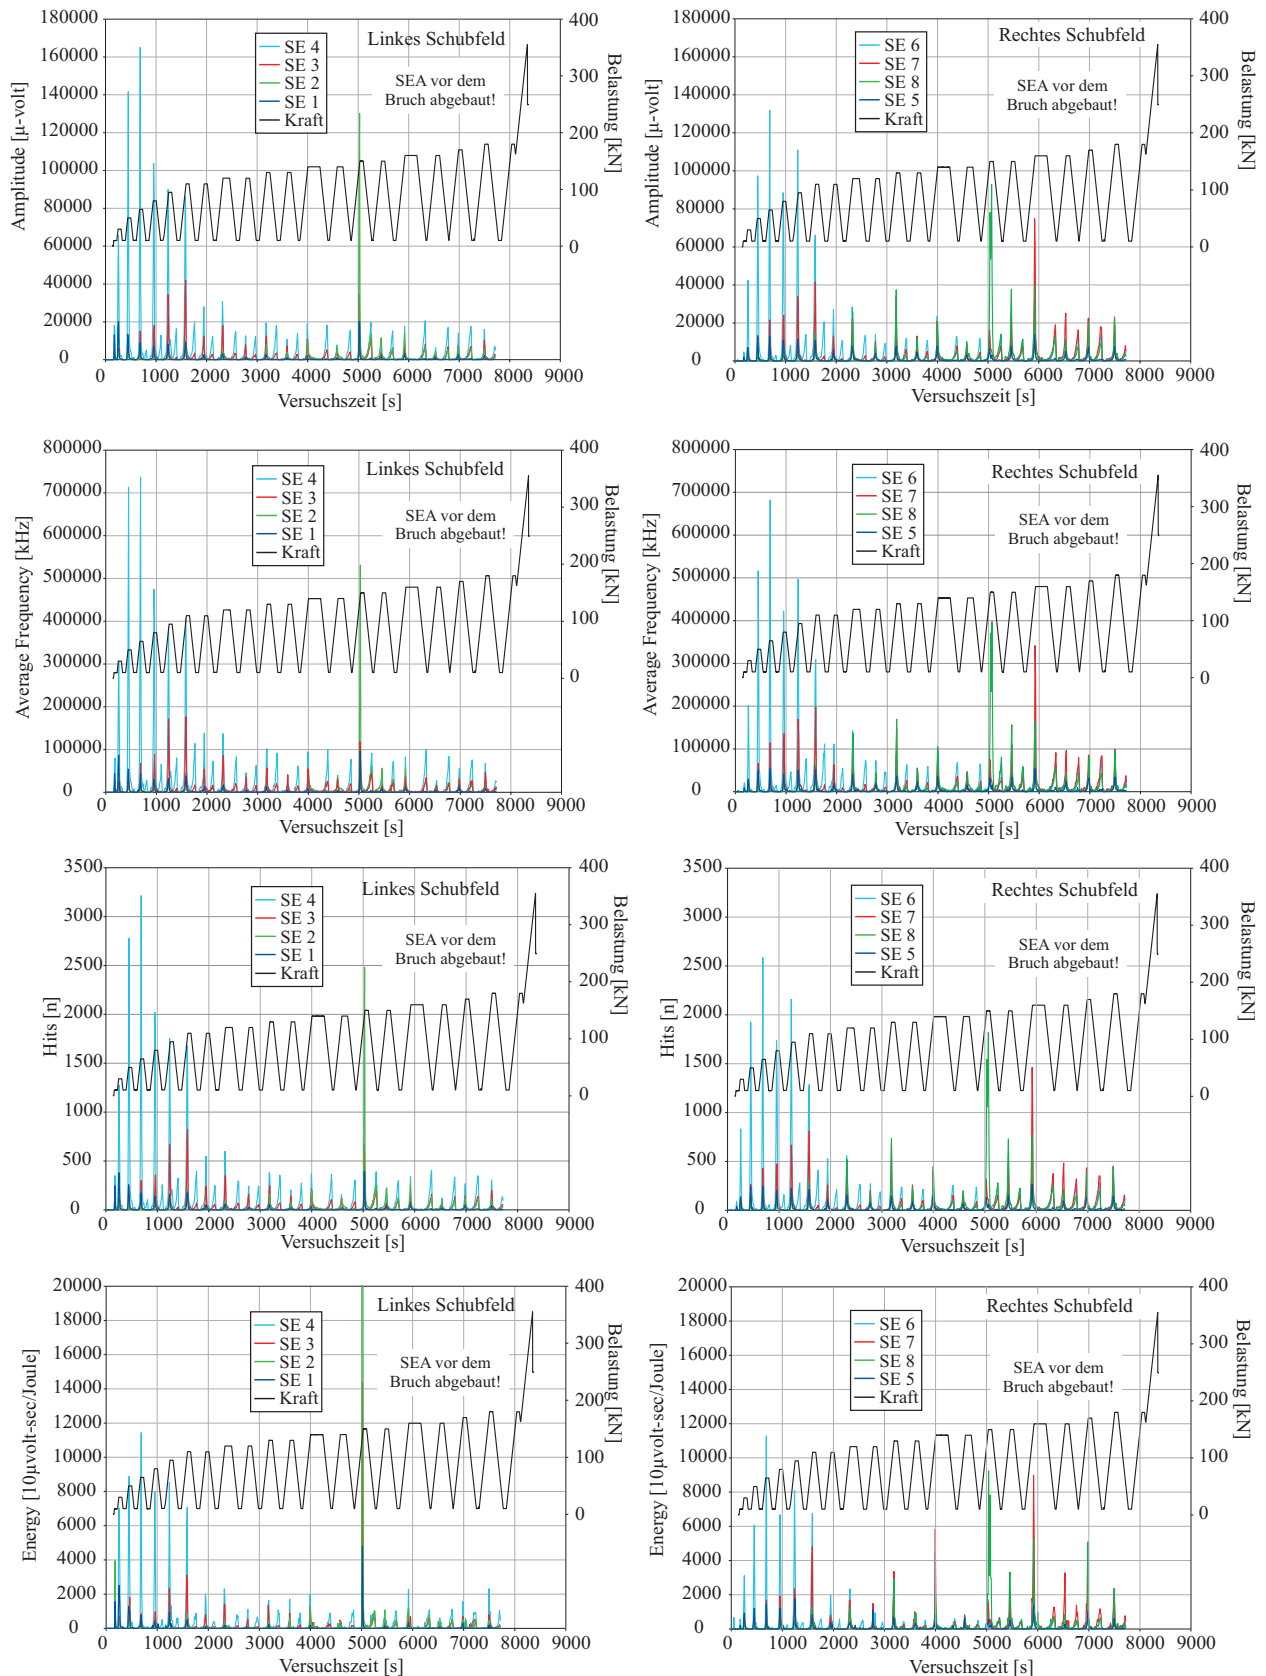 Linkes Schubfeld
SE 4
SE 3
SE 2
SE 1
Kraft
SEA vor dem
Bruch abgebaut!
Amplitude [µ-volt]
180000
160000
140000
120000
100000
80000
60000
40000
20000
0
Belastung [kN]
400
300
200
100
0
0 1000 2000 3000 4000 5000 6000 7000 8000 9000
Versuchszeit [s]
Rechtes Schubfeld
SE 6
SE 7
SE 8
SE 5
Kraft
SEA vor dem
Bruch abgebaut!
Amplitude [µ-volt]
180000
160000
140000
120000
100000
80000
60000
40000
20000
0
Belastung [kN]
400
300
200
100
0
0 1000 2000 3000 4000 5000 6000 7000 8000 9000
Versuchszeit [s]
Linkes Schubfeld
SE 4
SE 3
SE 2
SE 1
Kraft
SEA vor dem
Bruch abgebaut!
Average Frequency [kHz]
800000
700000
600000
500000
400000
300000
200000
100000
0
Belastung [kN]
400
300
200
100
0
0 1000 2000 3000 4000 5000 6000 7000 8000 9000
Versuchszeit [s]
Rechtes Schubfeld
SE 6
SE 7
SE 8
SE 5
Kraft
SEA vor dem
Bruch abgebaut!
Average Frequency [kHz]
800000
700000
600000
500000
400000
300000
200000
100000
0
Belastung [kN]
400
300
200
100
0
0 1000 2000 3000 4000 5000 6000 7000 8000 9000
Versuchszeit [s]
Linkes Schubfeld
SE 4
SE 3
SE 2
SE 1
Kraft
SEA vor dem
Bruch abgebaut!
Hits [n]
3500
3000
2500
2000
1500
1000
500
0
Belastung [kN]
400
300
200
100
0
0 1000 2000 3000 4000 5000 6000 7000 8000 9000
Versuchszeit [s]
Rechtes Schubfeld
SE 6
SE 7
SE 8
SE 5
Kraft
SEA vor dem
Bruch abgebaut!
Hits [n]
3500
3000
2500
2000
1500
1000
500
0
Belastung [kN]
400
300
200
100
0
0 1000 2000 3000 4000 5000 6000 7000 8000 9000
Versuchszeit [s]
Linkes Schubfeld
SE 4
SE 3
SE 2
SE 1
Kraft
SEA vor dem
Bruch abgebaut!
Energy [10µvolt-sec/Joule]
20000
18000
16000
14000
12000
10000
8000
6000
4000
2000
0
Belastung [kN]
400
300
200
100
0
0 1000 2000 3000 4000 5000 6000 7000 8000 9000
Versuchszeit [s]
Rechtes Schubfeld
SE 6
SE 7
SE 8
SE 5
Kraft
SEA vor dem
Bruch abgebaut!
Energy [10µvolt-sec/Joule]
20000
18000
16000
14000
12000
10000
8000
6000
4000
2000
0
Belastung [kN]
400
300
200
100
0
0 1000 2000 3000 4000 5000 6000 7000 8000 9000
Versuchszeit [s]